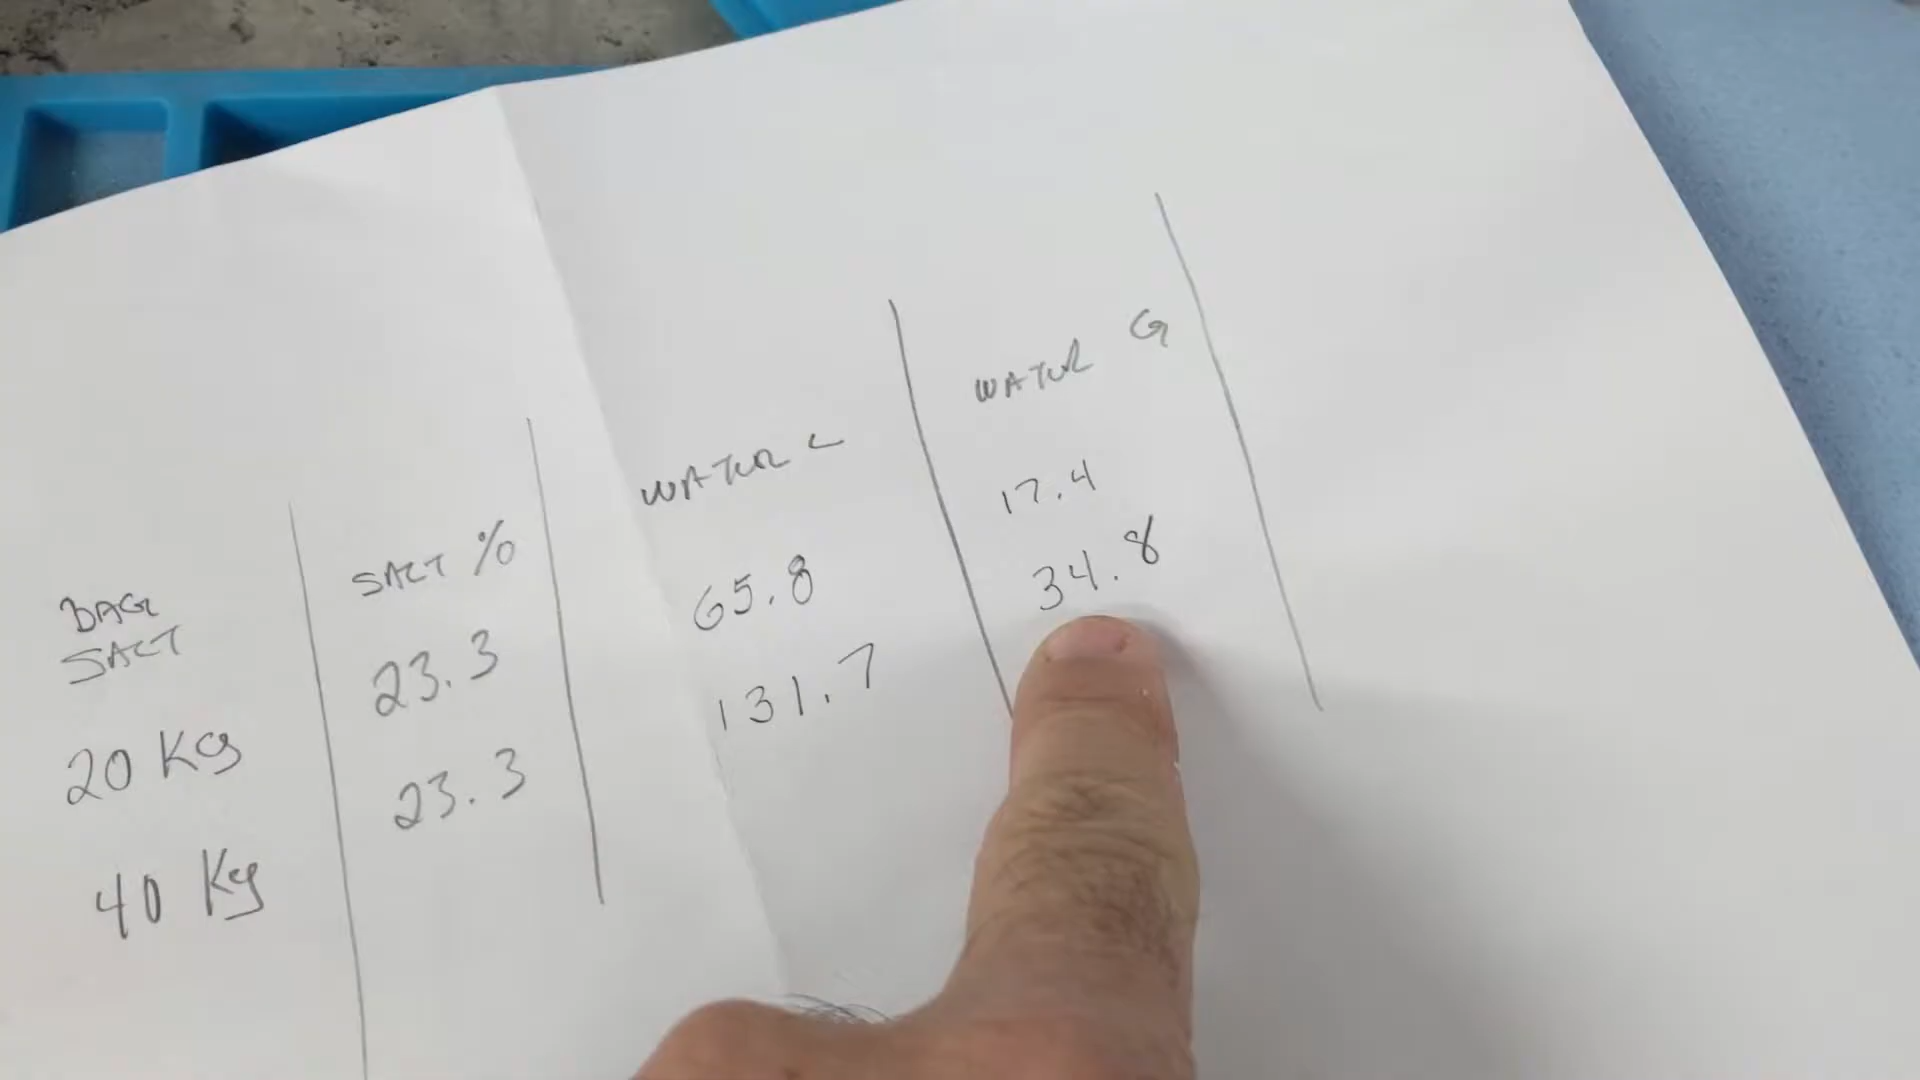 BAG SALT | SALT % | WATER L | WATER G
20 Kg | 23.3 | 65.8 | 17.4
40 Kg | 23.3 | 131.7 | 34.8